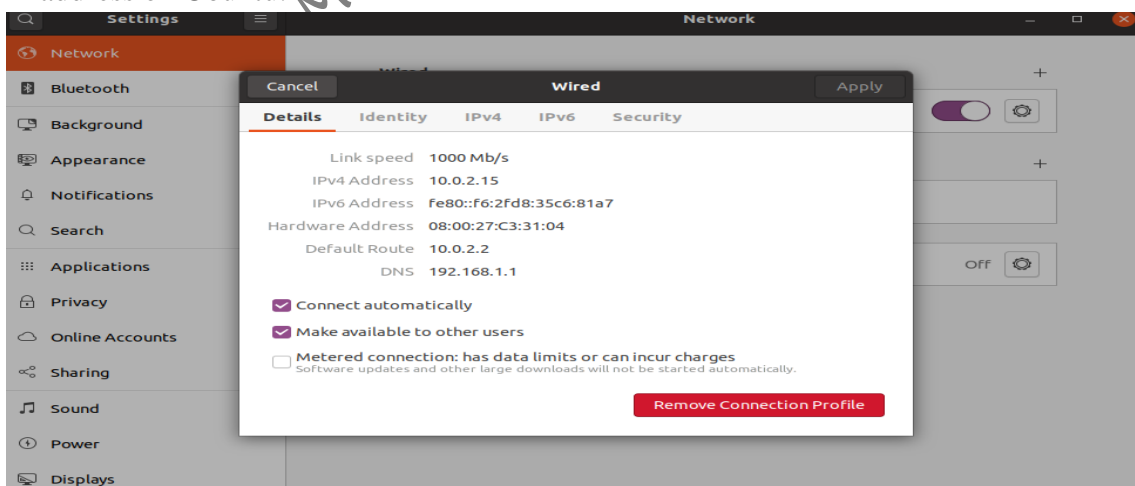 Settings
Network
Network
Bluetooth
Background
Appearance
Notifications
Search
Applications
Privacy
Online Accounts
Sharing
Sound
Power
Displays
Wired
Cancel
Wired
Apply
Details
Identity
IPv4
IPv6
Security
Link speed 1000 Mb/s
IPv4 Address 10.0.2.15
IPv6 Address fe80::f6:2fd8:35c6:81a7
Hardware Address 08:00:27:C3:31:04
Default Route 10.0.2.2
DNS 192.168.1.1
Connect automatically
Make available to other users
Metered connection: has data limits or can incur charges
Software updates and other large downloads will not be started automatically.
Remove Connection Profile
Off